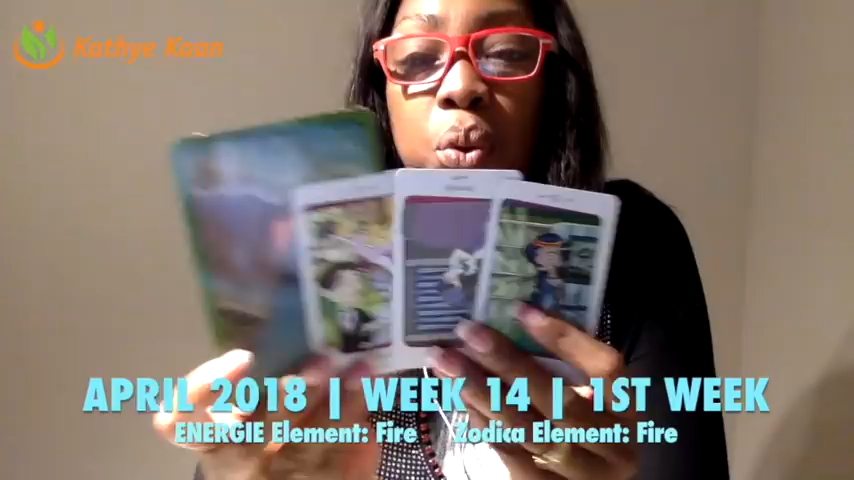 Kathye Kaan
APRIL 2018 | WEEK 14 | 1ST WEEK
ENERGIE Element: Fire Zodica Element: Fire